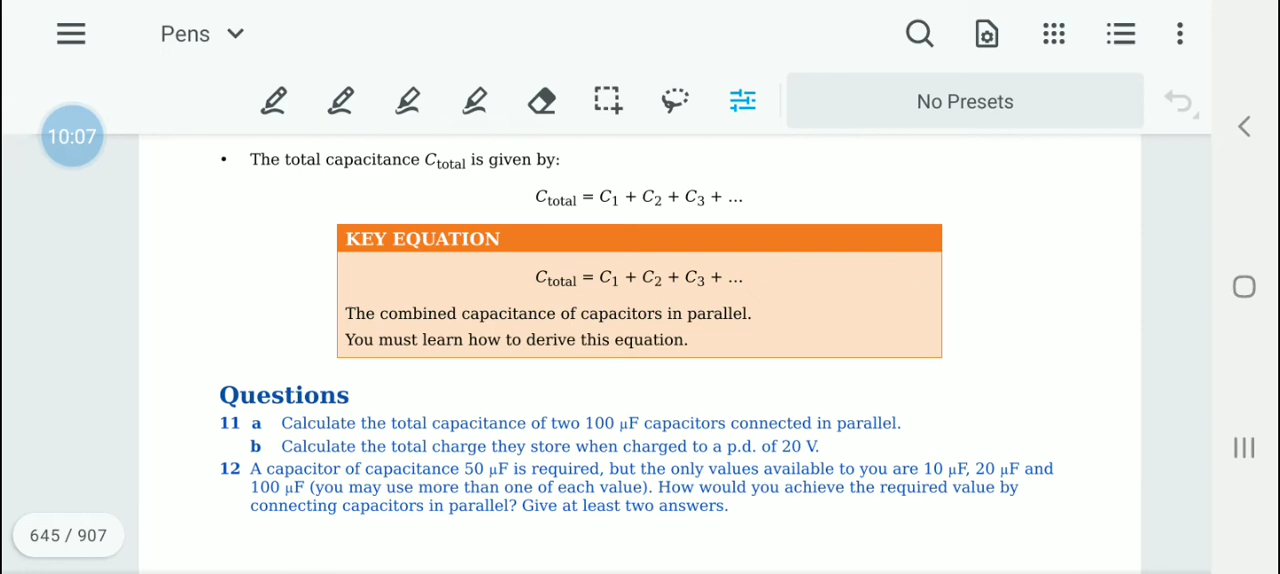 Pens
No Presets
10:07
• The total capacitance Ctotal is given by:
Ctotal = C1 + C2 + C3 + ...
KEY EQUATION
Ctotal = C1 + C2 + C3 + ...
The combined capacitance of capacitors in parallel.
You must learn how to derive this equation.
Questions
11 a Calculate the total capacitance of two 100 μF capacitors connected in parallel.
b Calculate the total charge they store when charged to a p.d. of 20 V.
12 A capacitor of capacitance 50 μF is required, but the only values available to you are 10 μF, 20 μF and
100 μF (you may use more than one of each value). How would you achieve the required value by
connecting capacitors in parallel? Give at least two answers.
645 / 907